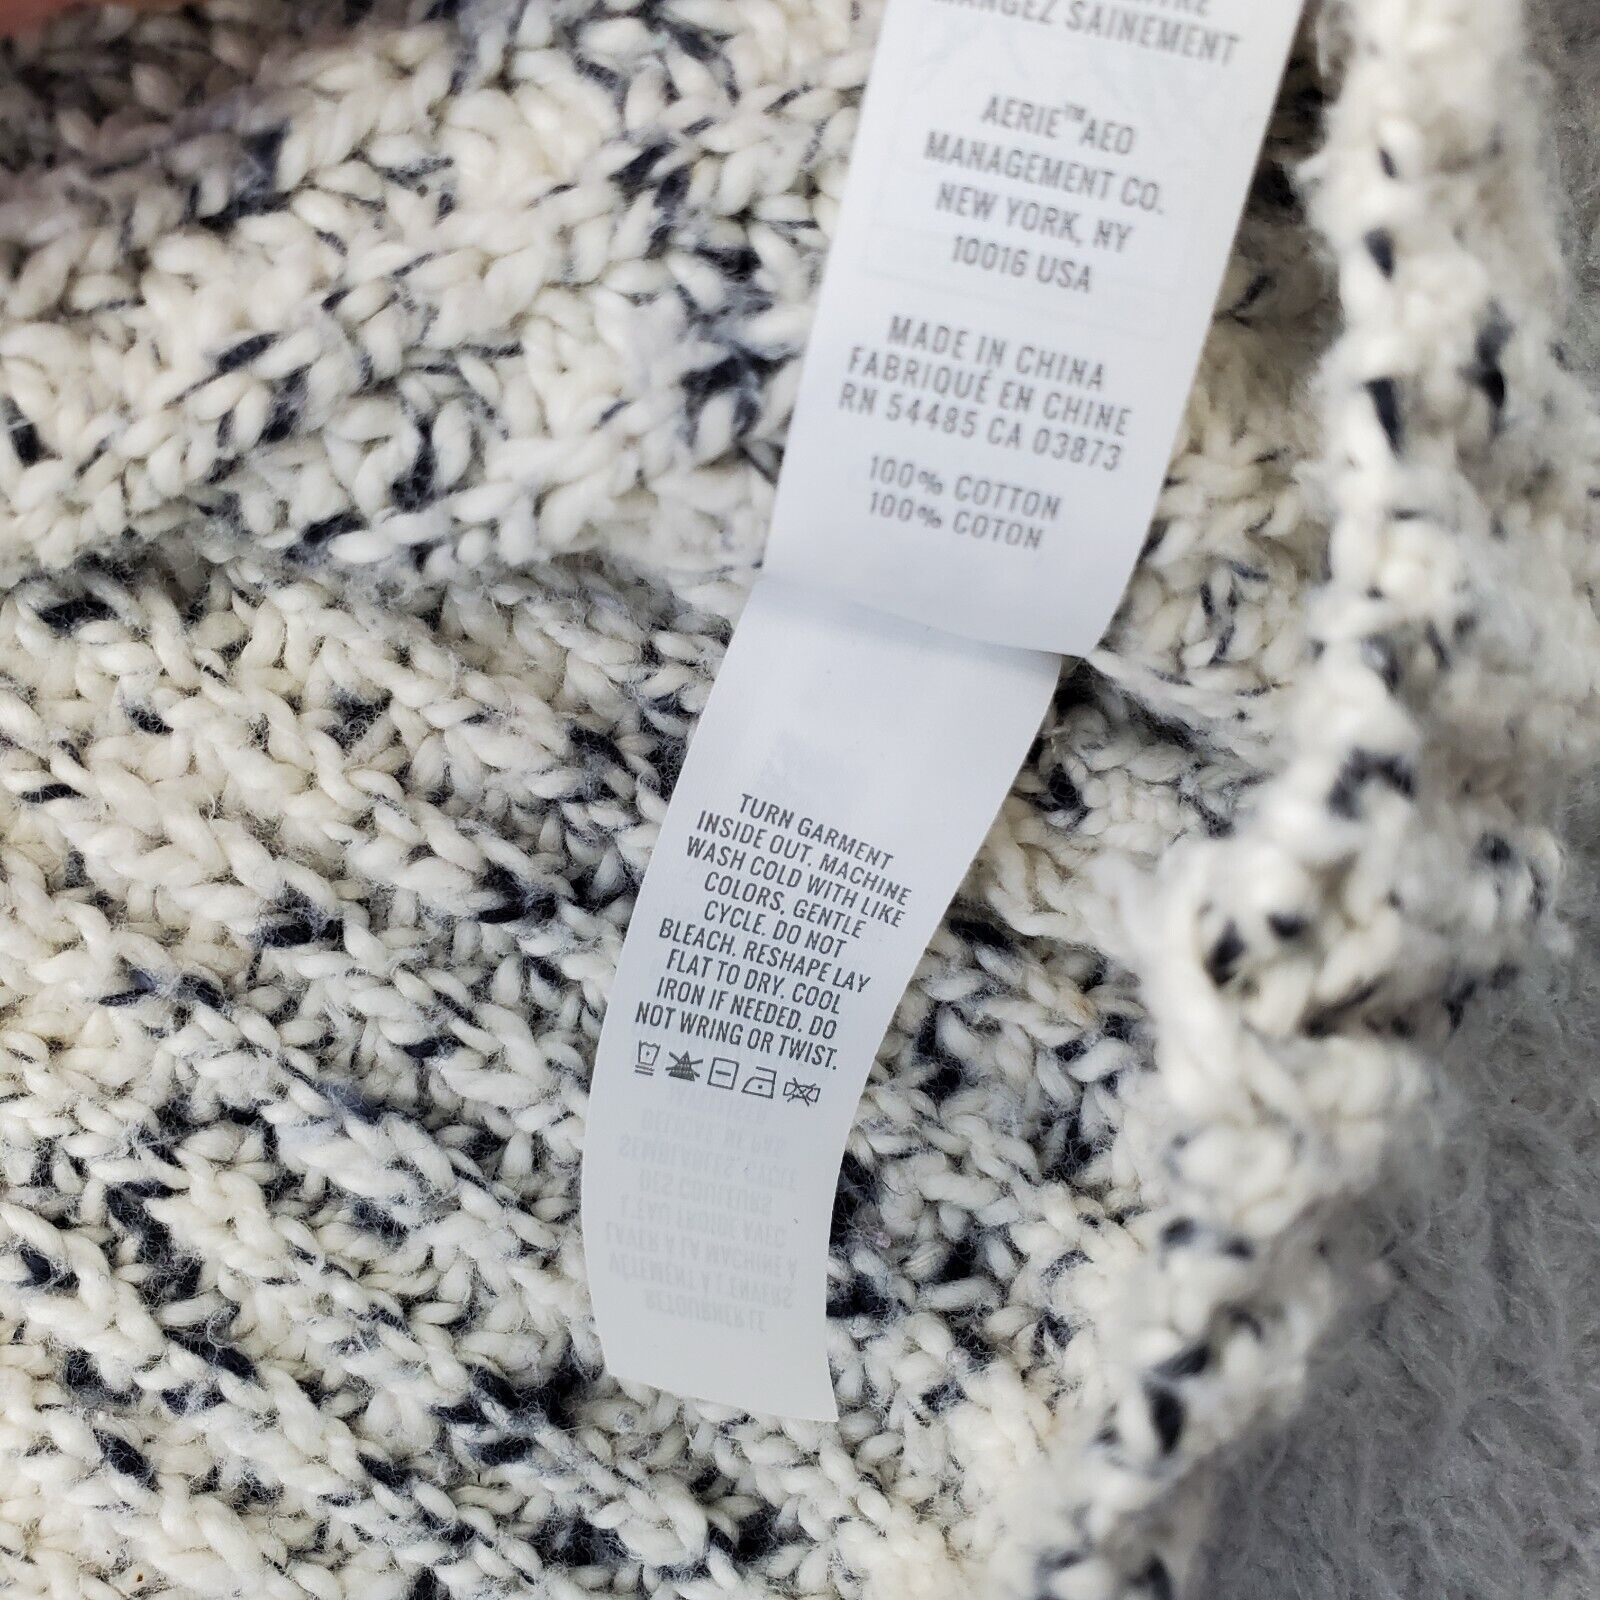 MANGEZ SAINEMENT
AERIE™ AEO
MANAGEMENT CO.
NEW YORK, NY
10016 USA
MADE IN CHINA
FABRIQUÉ EN CHINE
RN 54485 CA 03873
100% COTTON
100% COTON
TURN GARMENT
INSIDE OUT. MACHINE
WASH COLD WITH LIKE
COLORS. GENTLE
CYCLE. DO NOT
BLEACH. RESHAPE LAY
FLAT TO DRY. COOL
IRON IF NEEDED. DO
NOT WRING OR TWIST.